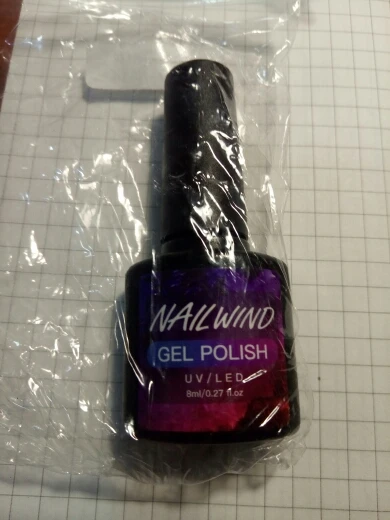 NAILWIND
GEL POLISH
UV/LED
8ml/0.27 fl.oz